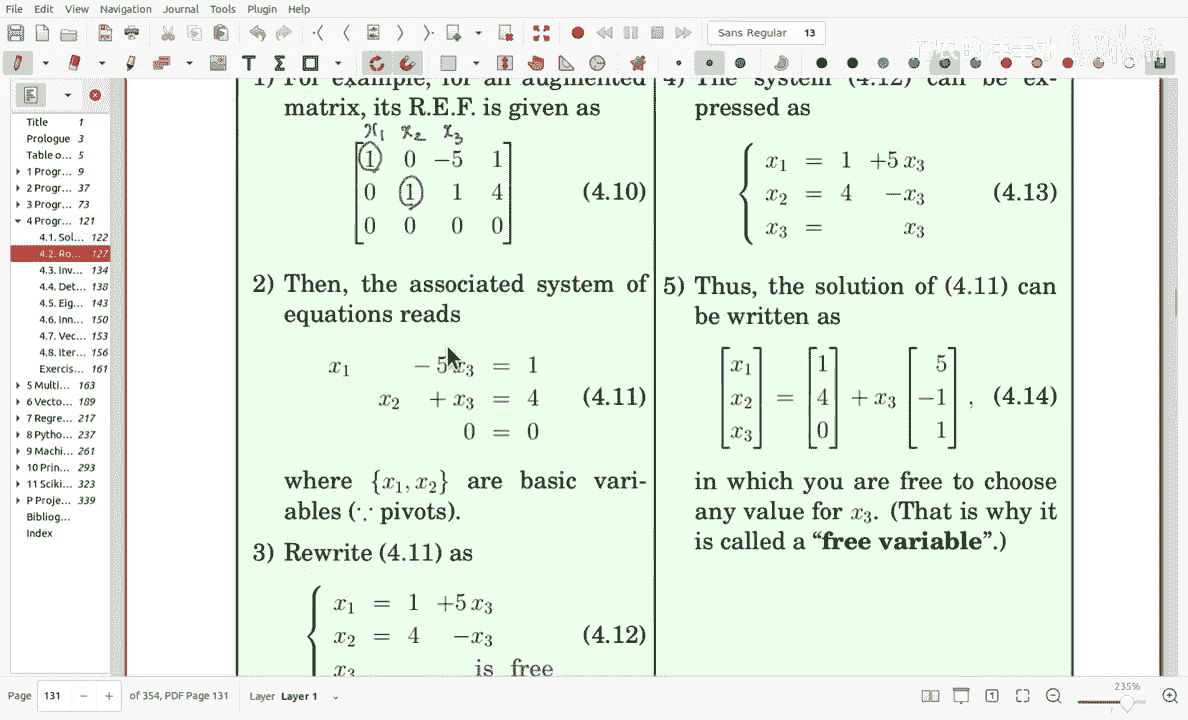 File Edit View Navigation Journal Tools Plugin Help
Sans Regular 13
Title 1
Prologue 3
Table o... 5
1 Progr... 9
2 Progr... 37
3 Progr... 73
4 Progr... 121
4.1. Sol... 122
4.2. Ro... 127
4.3. Inv... 134
4.4. Det... 138
4.5. Eig... 143
4.6. Inn... 150
4.7. Vec... 153
4.8. Iter... 156
Exercis... 161
5 Multi... 163
6 Vecto... 189
7 Regre... 217
8 Pytho... 237
9 Machi... 261
10 Prin... 293
11 Sciki... 323
P Proje... 339
Bibliog...
Index
1) For example, for an augmented
matrix, its R.E.F. is given as
x₁ x₂ x₃
1 0 −5 1
0 1 1 4 (4.10)
0 0 0 0
2) Then, the associated system of
equations reads
x₁ − 5x₃ = 1
x₂ + x₃ = 4 (4.11)
0 = 0
where {x₁, x₂} are basic vari-
ables (∵ pivots).
3) Rewrite (4.11) as
x₁ = 1 +5x₃
x₂ = 4 −x₃ (4.12)
x₃ is free
4) The system (4.12) can be ex-
pressed as
x₁ = 1 +5x₃
x₂ = 4 −x₃ (4.13)
x₃ = x₃
5) Thus, the solution of (4.11) can
be written as
x₁ 1 5
x₂ = 4 + x₃ −1 , (4.14)
x₃ 0 1
in which you are free to choose
any value for x₃. (That is why it
is called a “free variable”.)
Page 131 − + of 354, PDF Page 131 Layer Layer 1 235%